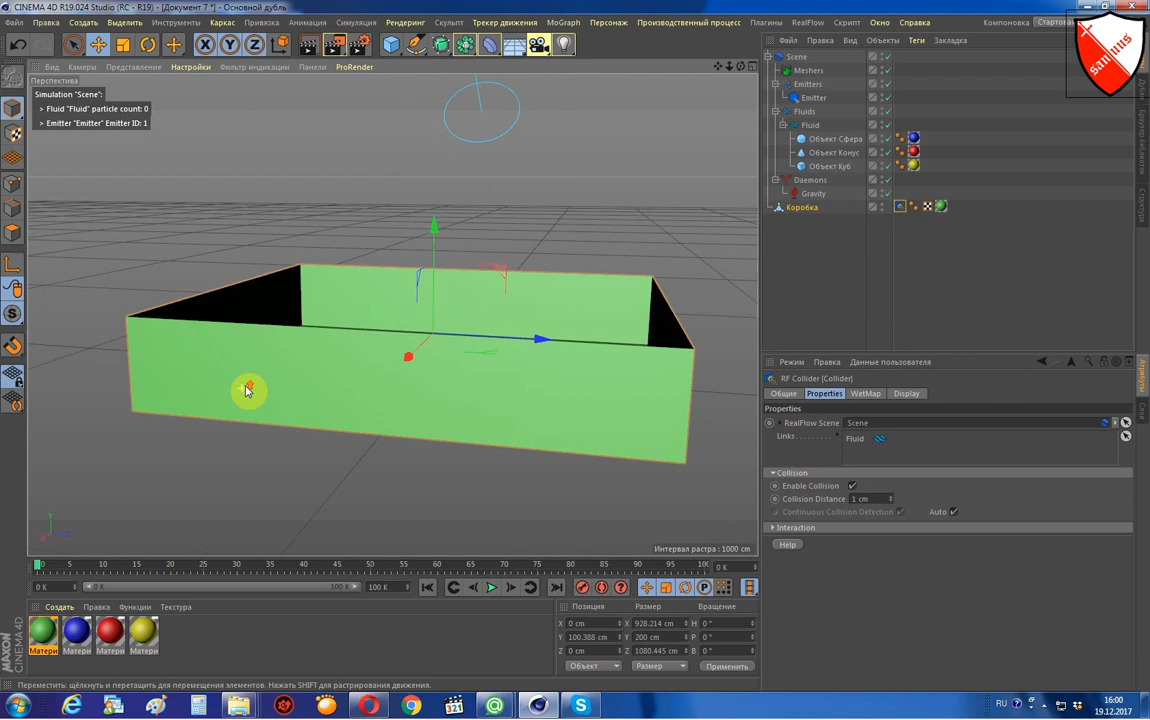 CINEMA 4D R19.024 Studio (RC - R19) - [Документ 7 *] - Основной дубль
Файл Правка Создать Выделить Инструменты Каркас Привязка Анимация Симуляция Рендеринг Скульпт Трекер движения MoGraph Персонаж Производственный процесс Плагины RealFlow Скрипт Окно Справка Компоновка
Вид Камеры Представление Настройки Фильтр индикации Панели ProRender
Перспектива
Simulation "Scene":
> Fluid "Fluid" particle count: 0
> Emitter "Emitter" Emitter ID: 1
Интервал растра : 1000 cm
Файл Правка Вид Объекты Теги Закладка
Scene
Meshers
Emitters
Emitter
Fluids
Fluid
Объект Сфера
Объект Конус
Объект Куб
Daemons
Gravity
Коробка
sanllus
Режим Правка Данные пользователя
RF Collider [Collider]
Общие Properties WetMap Display
Properties
RealFlow Scene Scene
Links Fluid
Collision
Enable Collision
Collision Distance 1 cm
Continuous Collision Detection Auto
Interaction
Help
Атрибуты
Слои
Структура
0 5 10 15 20 25 30 35 40 45 50 55 60 65 70 75 80 85 90 95 100 0 K
0 K 0 K 100 K 100 K
Создать Правка Функции Текстура
Матери Матери Матери Матери
Позиция Размер Вращение
X 0 cm X 928.214 cm H 0 °
Y 100.388 cm Y 200 cm P 0 °
Z 0 cm Z 1080.445 cm B 0 °
Объект Размер Применить
MAXON CINEMA 4D
Переместить: щёлкнуть и перетащить для перемещения элементов. Нажать SHIFT для растрирования движения.
RU 16:00
19.12.2017